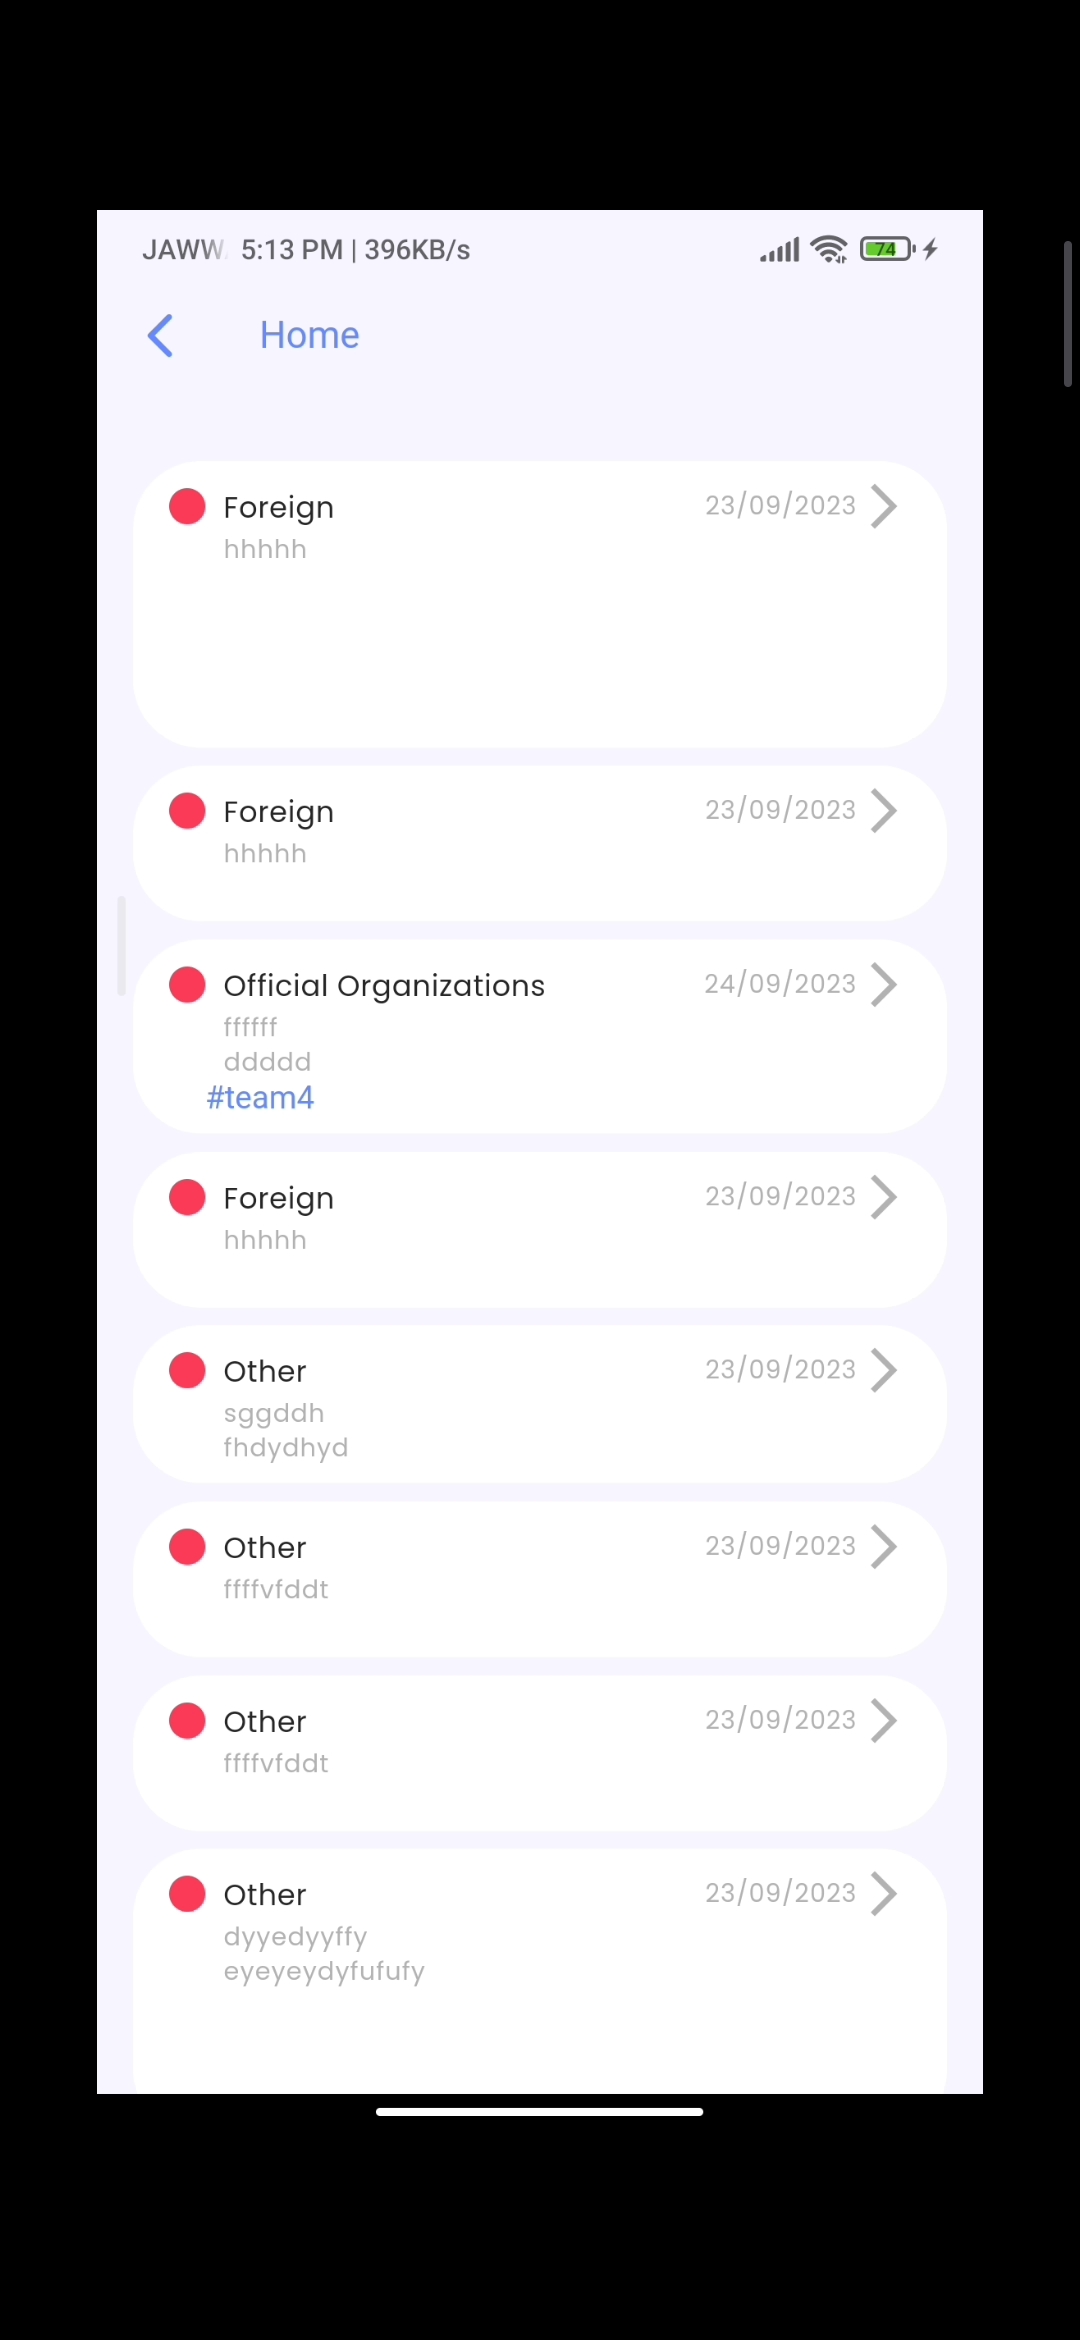 5:13 PM | 396KB/s
74
Home
Foreign 23/09/2023
hhhhh
Foreign 23/09/2023
hhhhh
Official Organizations 24/09/2023
ffffff
ddddd
#team4
Foreign 23/09/2023
hhhhh
Other 23/09/2023
sggddh
fhdydhyd
Other 23/09/2023
ffffvfddt
Other 23/09/2023
ffffvfddt
Other 23/09/2023
dyyedyyffy
eyeyeydyfufufy